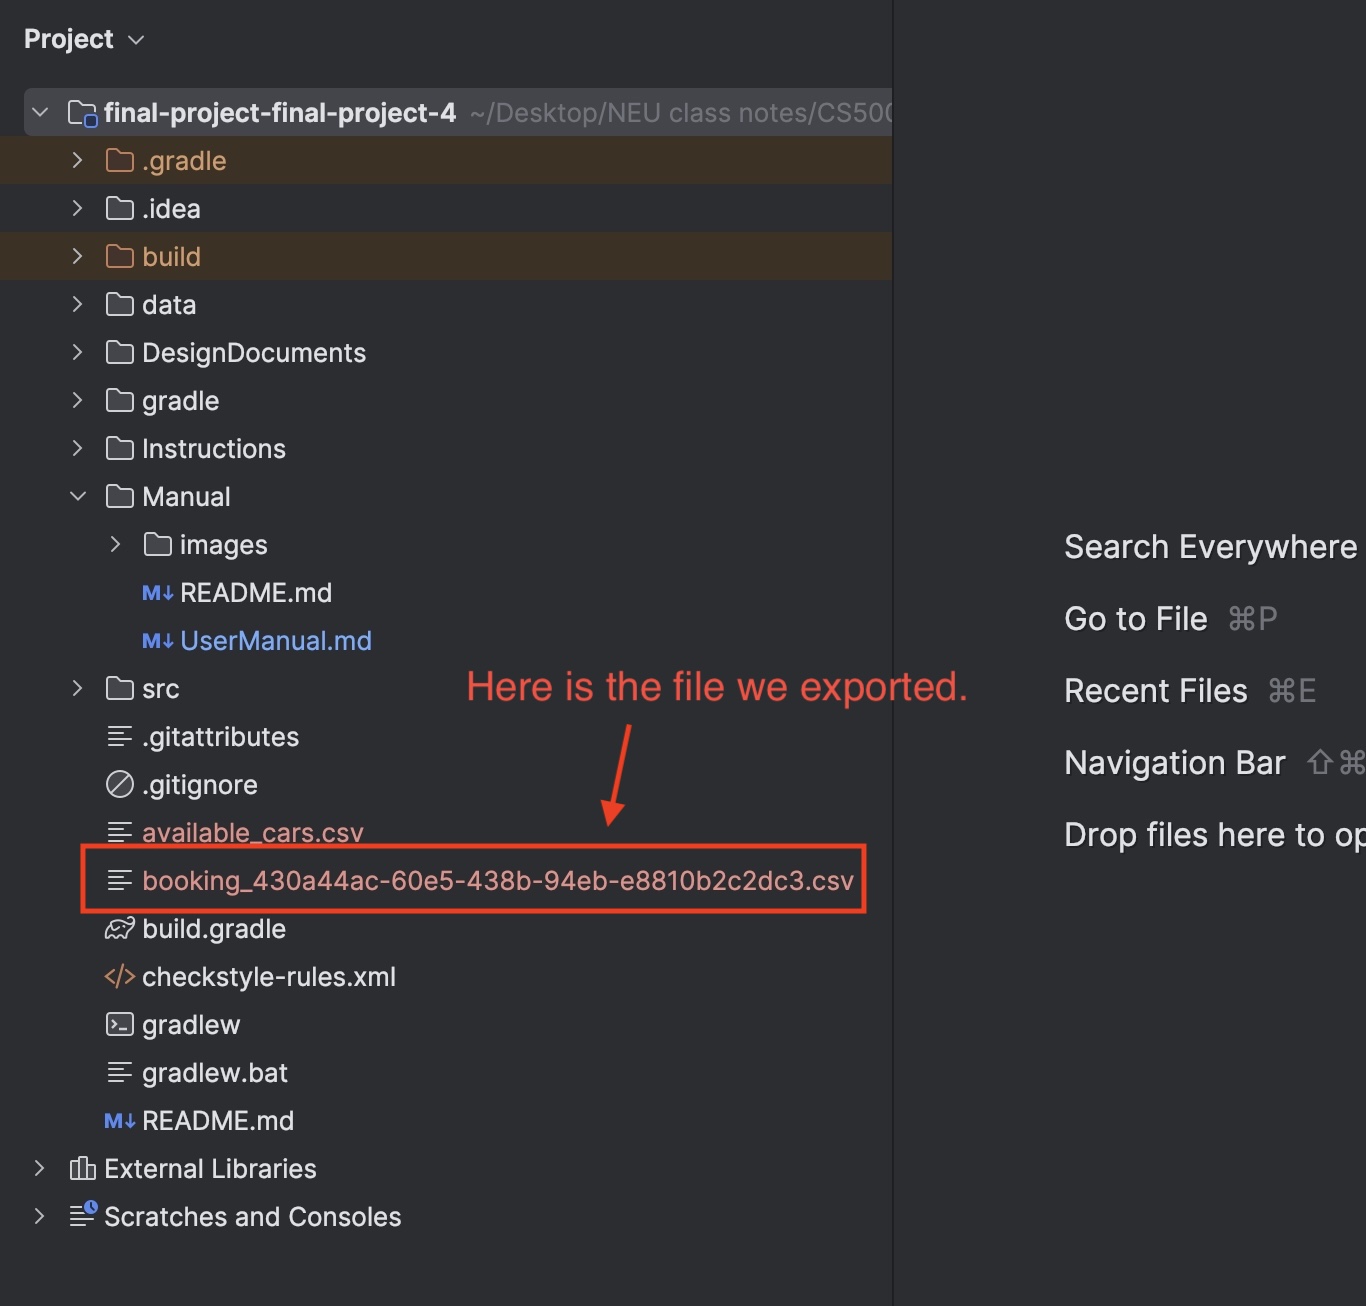 Project
final-project-final-project-4 ~/Desktop/NEU class notes/CS500
.gradle
.idea
build
data
DesignDocuments
gradle
Instructions
Manual
images
README.md
UserManual.md
src
.gitattributes
.gitignore
available_cars.csv
booking_430a44ac-60e5-438b-94eb-e8810b2c2dc3.csv
build.gradle
checkstyle-rules.xml
gradlew
gradlew.bat
README.md
External Libraries
Scratches and Consoles
Here is the file we exported.
Search Everywhere
Go to File ⌘P
Recent Files ⌘E
Navigation Bar ⇧⌘
Drop files here to op